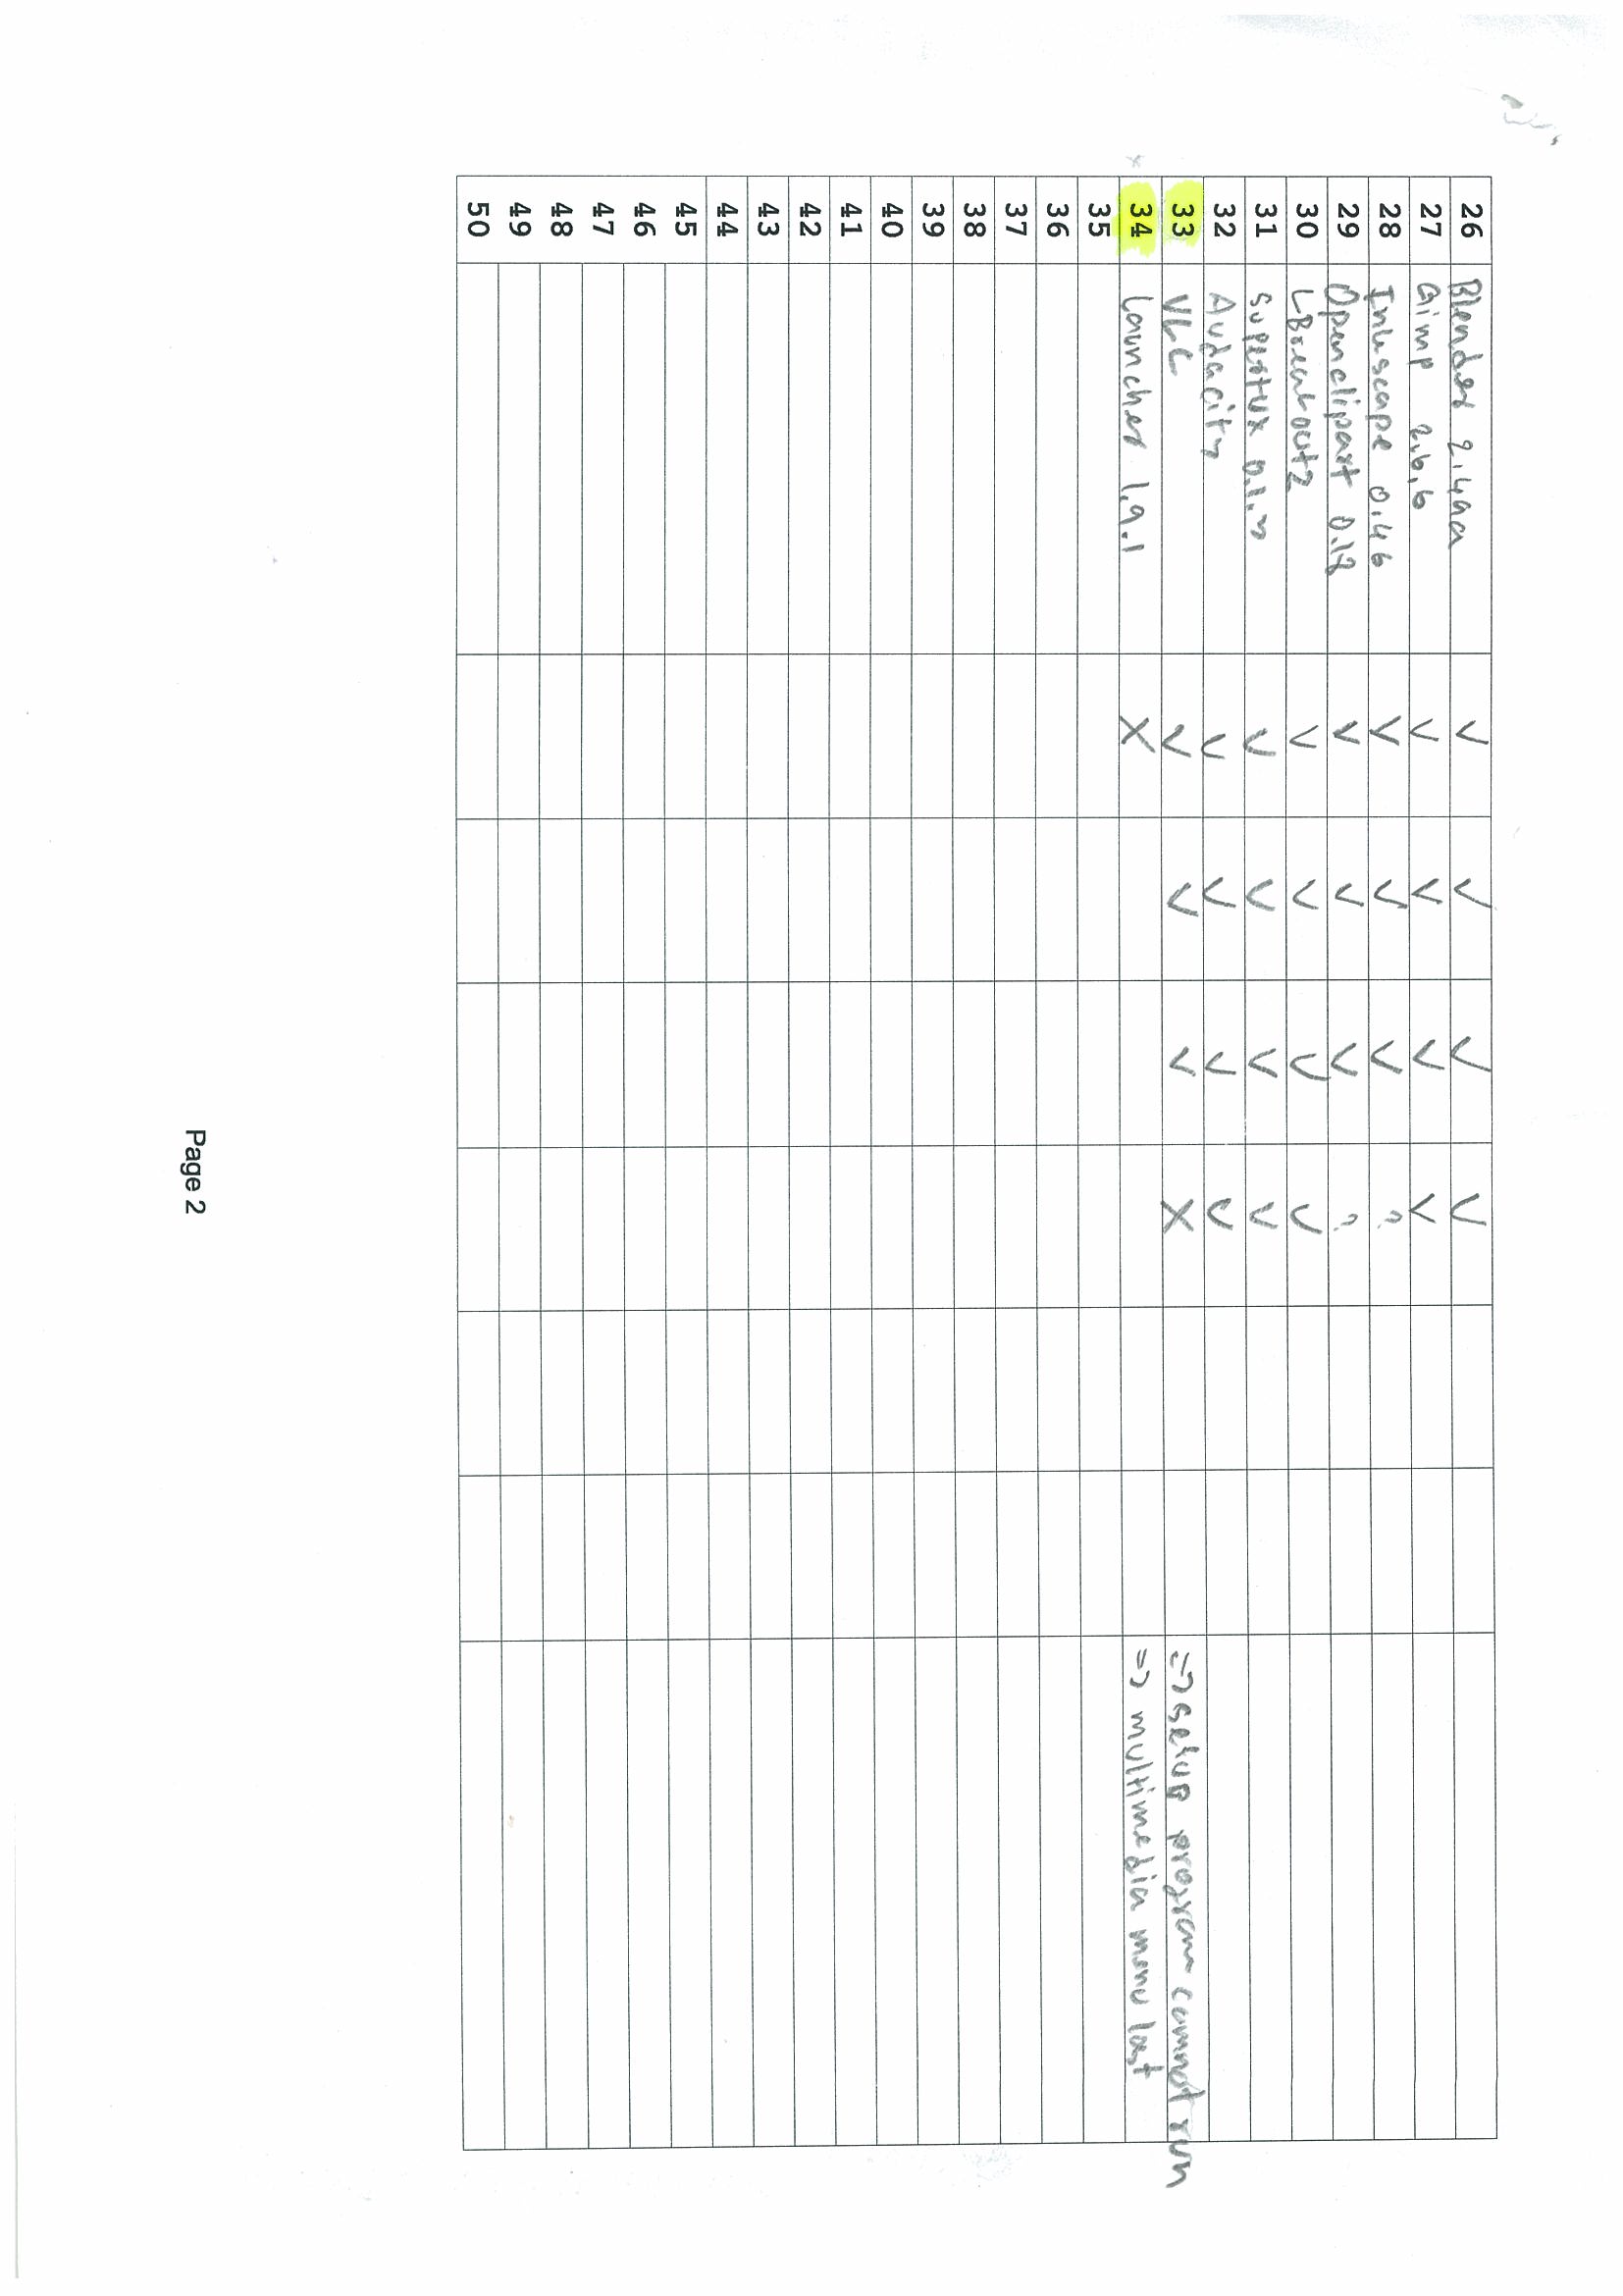 26 Blender 2.49a ✓ ✓ ✓ ✓
27 Gimp 2.6.6 ✓ ✓ ✓ ✓
28 Inkscape 0.46 ✓ ✓ ✓ ?
29 Openclipart 0.18 ✓ ✓ ✓ ?
30 LBreakout2 ✓ ✓ ✓ ✓
31 Supertux 0.1.3 ✓ ✓ ✓ ✓
32 Audacity ✓ ✓ ✓ ✓
33 VLC ✓ ✓ ✓ X => setup program cannot run
34 Launcher 1.9.1 X => multimedia menu last
35
36
37
38
39
40
41
42
43
44
45
46
47
48
49
50
Page 2